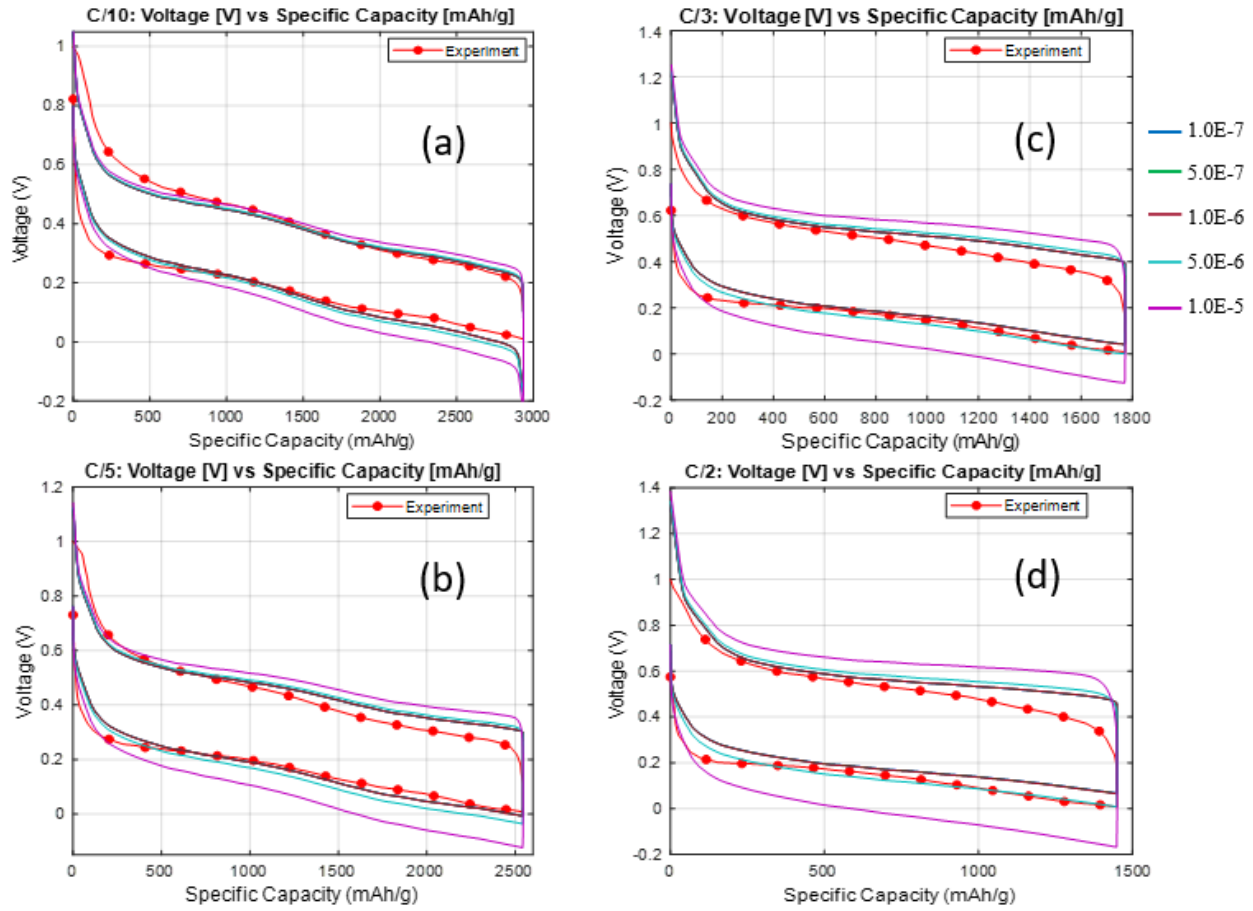 C/10: Voltage [V] vs Specific Capacity [mAh/g]
Experiment
(a)
Voltage (V)
1
0.8
0.6
0.4
0.2
0
-0.2
0 500 1000 1500 2000 2500 3000
Specific Capacity (mAh/g)
C/3: Voltage [V] vs Specific Capacity [mAh/g]
Experiment
(c)
Voltage (V)
1.4
1.2
1
0.8
0.6
0.4
0.2
0
-0.2
0 200 400 600 800 1000 1200 1400 1600 1800
Specific Capacity (mAh/g)
1.0E-7
5.0E-7
1.0E-6
5.0E-6
1.0E-5
C/5: Voltage [V] vs Specific Capacity [mAh/g]
Experiment
(b)
Voltage (V)
1.2
1
0.8
0.6
0.4
0.2
0
0 500 1000 1500 2000 2500
Specific Capacity (mAh/g)
C/2: Voltage [V] vs Specific Capacity [mAh/g]
Experiment
(d)
Voltage (V)
1.4
1.2
1
0.8
0.6
0.4
0.2
0
-0.2
0 500 1000 1500
Specific Capacity (mAh/g)